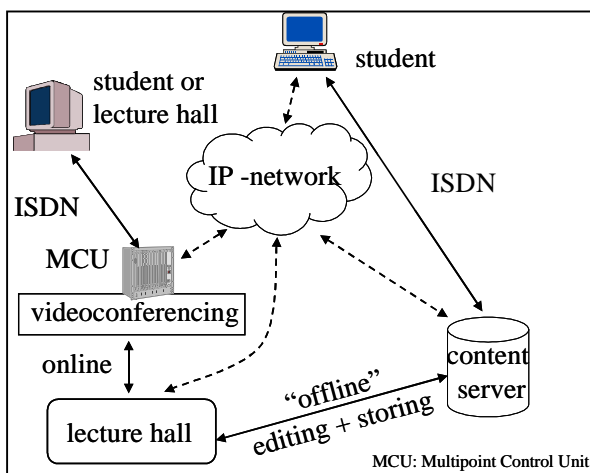 student
student or
lecture hall
IP -network
ISDN
ISDN
MCU
videoconferencing
online
content
server
"offline"
editing + storing
lecture hall
MCU: Multipoint Control Unit